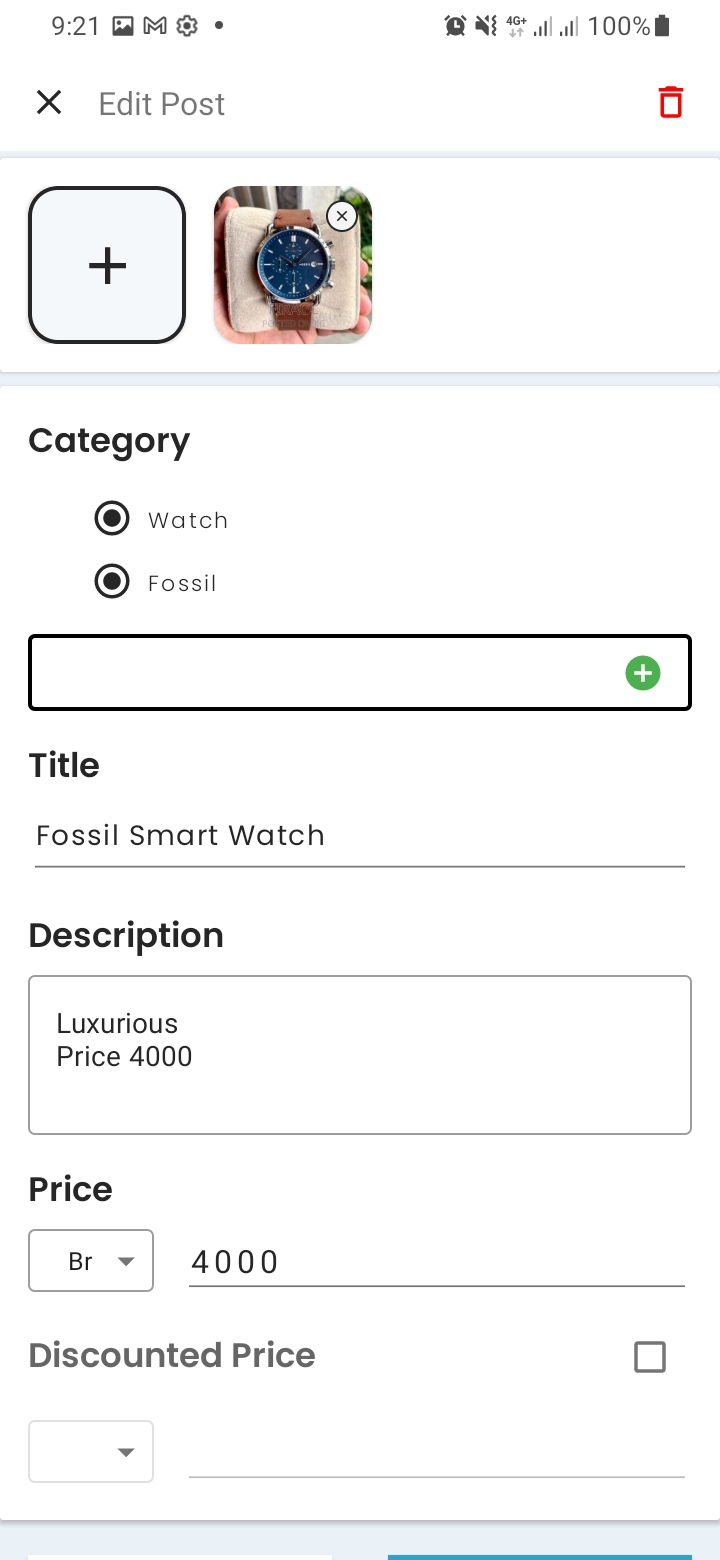 9:21
4G+
100%
Edit Post
Category
Watch
Fossil
Title
Fossil Smart Watch
Description
Luxurious
Price 4000
Price
Br
4000
Discounted Price